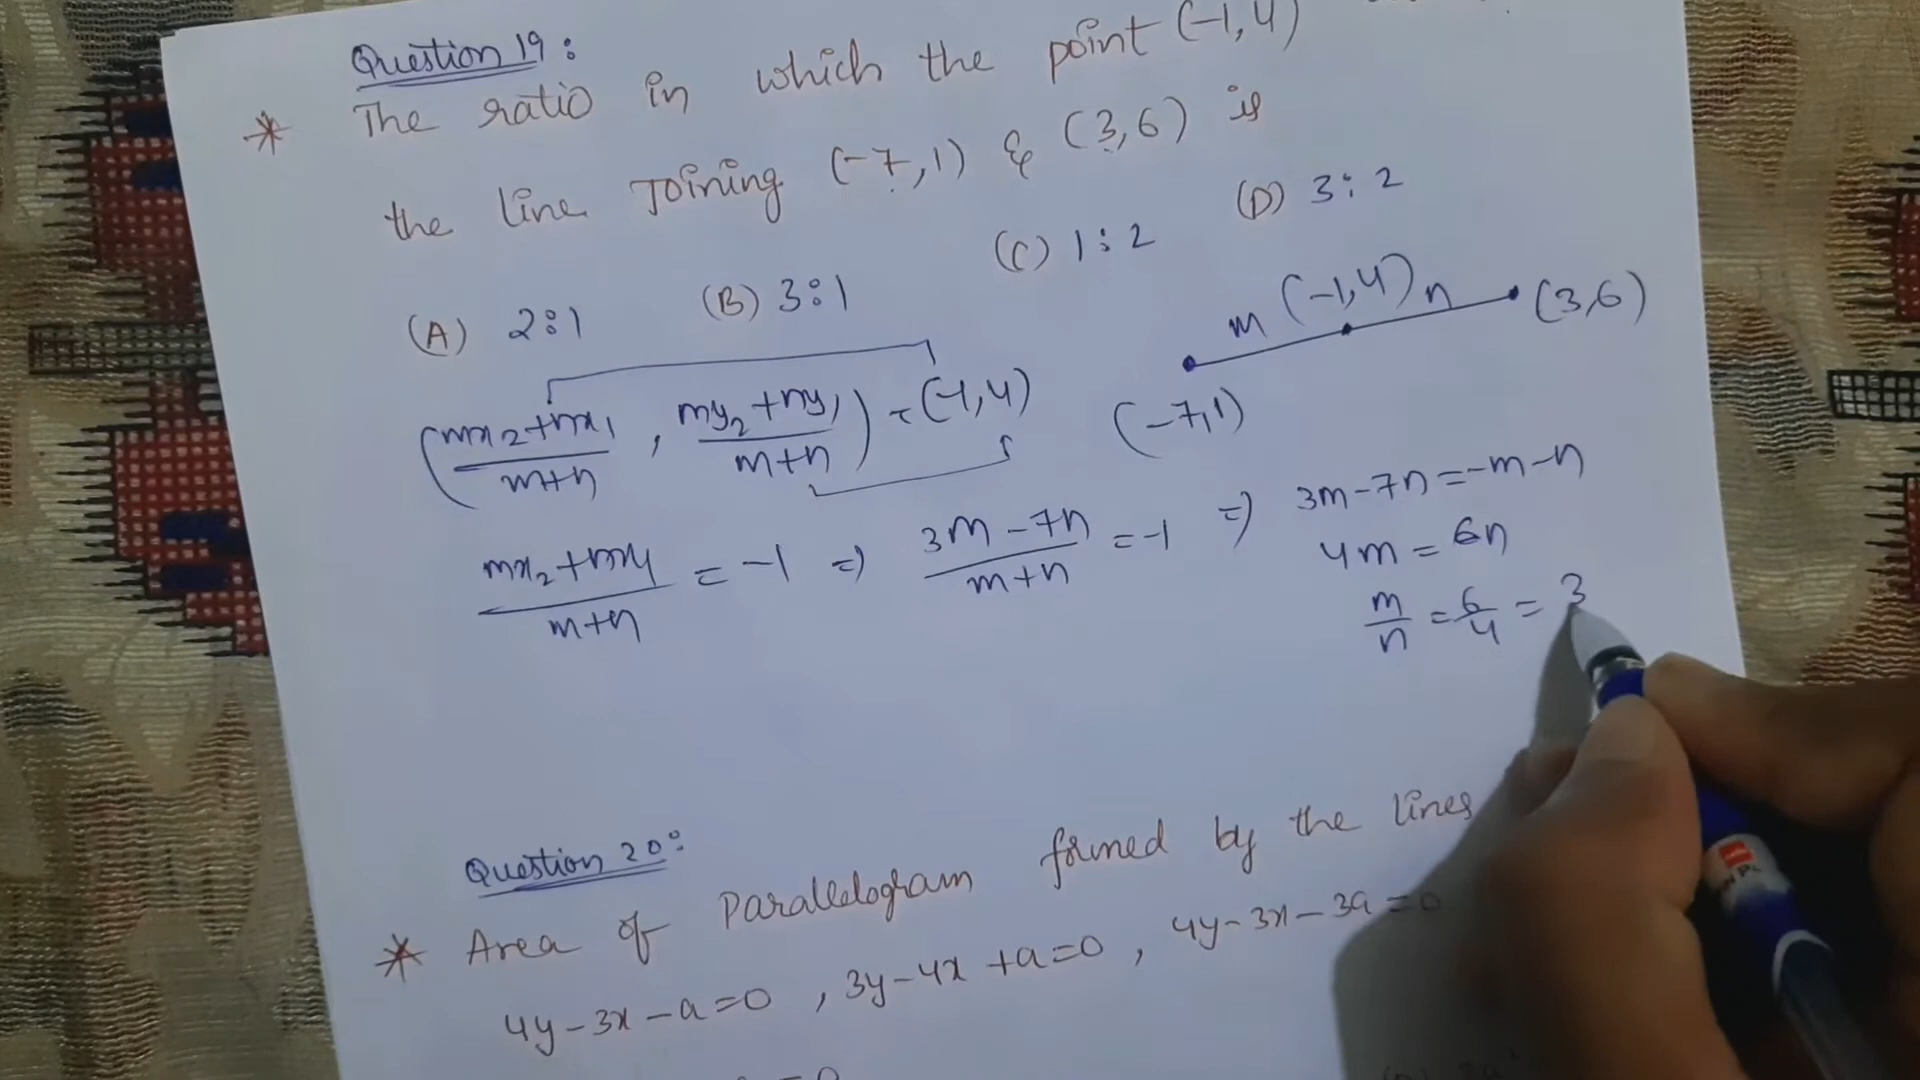 Question 19:
* The ratio in which the point (-1,4)
the line Joining (-7,1) & (3,6) is
(A) 2:1 (B) 3:1 (C) 1:2 (D) 3:2
m (-1,4) n (3,6)
(-7,1)
(mx₂+nx₁/m+n , my₂+ny₁/m+n) = (-1,4)
mx₂+nx₁/m+n = -1 => 3m-7n/m+n = -1 => 3m-7n=-m-n
4m = 6n
m/n = 6/4 = 3
Question 20:
* Area of Parallelogram formed by the lines
4y-3x-a=0 , 3y-4x+a=0 , 4y-3x-3a=0